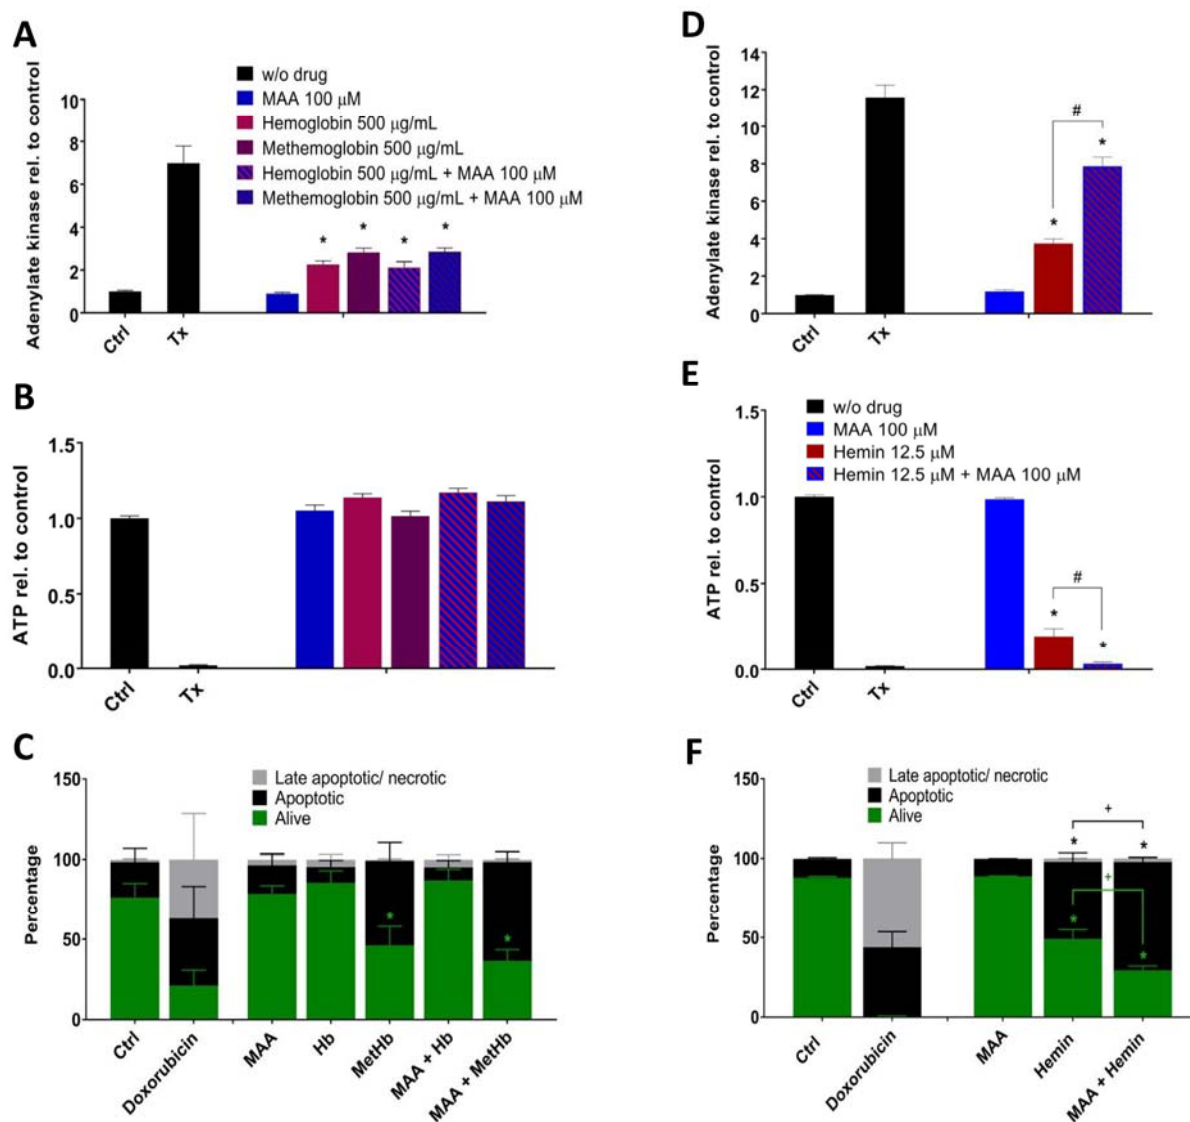 A
Adenylate kinase rel. to control
10
8
6
4
2
0
w/o drug
MAA 100 μM
Hemoglobin 500 μg/mL
Methemoglobin 500 μg/mL
Hemoglobin 500 μg/mL + MAA 100 μM
Methemoglobin 500 μg/mL + MAA 100 μM
* * * *
Ctrl
Tx
B
ATP rel. to control
1.5
1.0
0.5
0.0
Ctrl
Tx
C
Percentage
150
100
50
0
Late apoptotic/ necrotic
Apoptotic
Alive
* *
Ctrl
Doxorubicin
MAA
Hb
MetHb
MAA + Hb
MAA + MetHb
D
Adenylate kinase rel. to control
14
12
10
8
6
4
2
0
#
* *
Ctrl
Tx
E
ATP rel. to control
1.5
1.0
0.5
0.0
w/o drug
MAA 100 μM
Hemin 12.5 μM
Hemin 12.5 μM + MAA 100 μM
#
* *
Ctrl
Tx
F
Percentage
150
100
50
0
Late apoptotic/ necrotic
Apoptotic
Alive
+
* *
+
* *
Ctrl
Doxorubicin
MAA
Hemin
MAA + Hemin